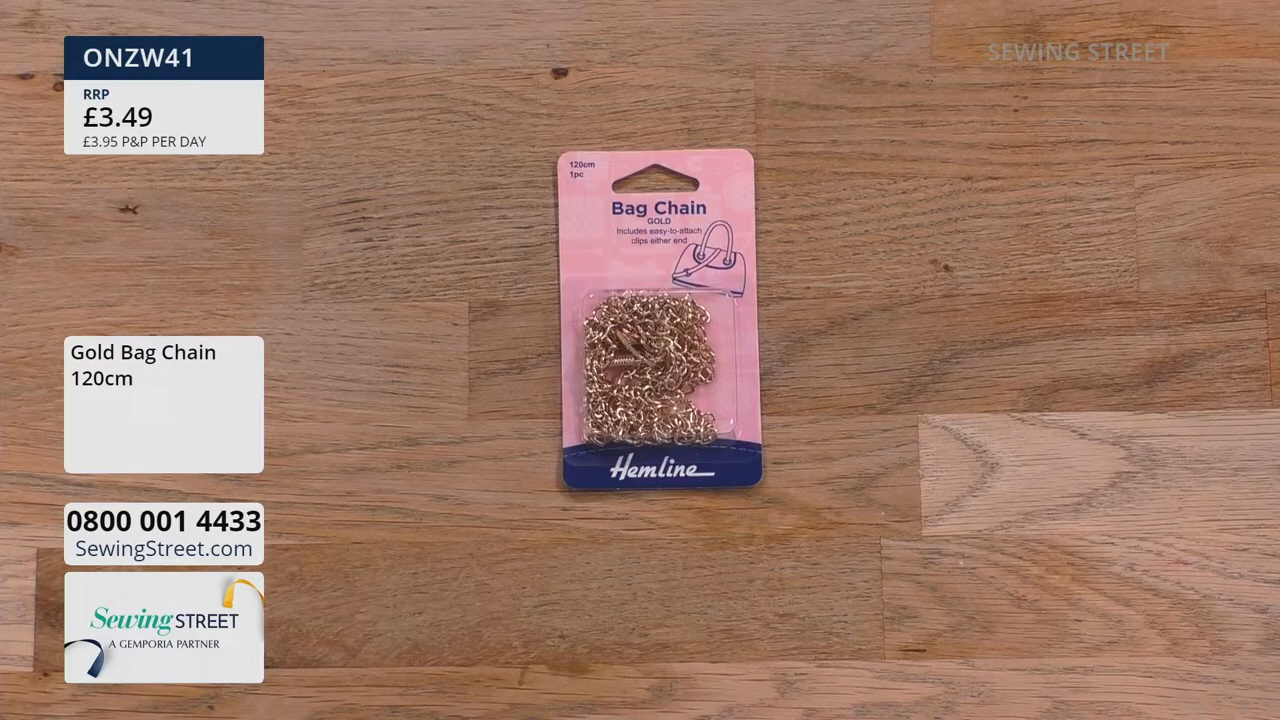 ONZW41
RRP
£3.49
£3.95 P&P PER DAY
SEWING STREET
120cm
1pc
Bag Chain
GOLD
Includes easy-to-attach
clips either end
Hemline
Gold Bag Chain
120cm
0800 001 4433
SewingStreet.com
Sewing STREET
A GEMPORIA PARTNER